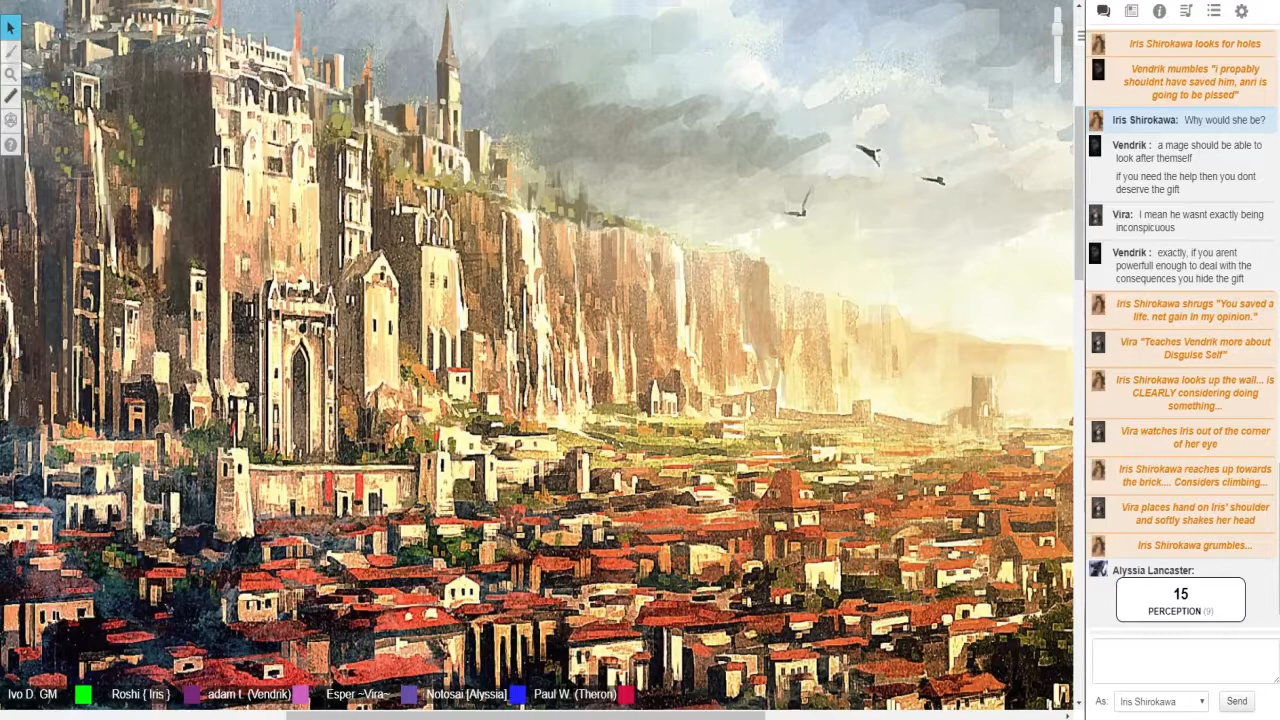 Iris Shirokawa looks for holes
Vendrik mumbles "i propably
shouldnt have saved him, anri is
going to be pissed"
Iris Shirokawa: Why would she be?
Vendrik : a mage should be able to
look after themself
if you need the help then you dont
deserve the gift
Vira: I mean he wasnt exactly being
inconspicuous
Vendrik : exactly, if you arent
powerfull enough to deal with the
consequences you hide the gift
Iris Shirokawa shrugs "You saved a
life. net gain In my opinion."
Vira "Teaches Vendrik more about
Disguise Self"
Iris Shirokawa looks up the wall... is
CLEARLY considering doing
something...
Vira watches Iris out of the corner
of her eye
Iris Shirokawa reaches up towards
the brick.... Considers climbing...
Vira places hand on Iris' shoulder
and softly shakes her head
Iris Shirokawa grumbles...
Alyssia Lancaster:
15
PERCEPTION (9)
As: Iris Shirokawa Send
Ivo D. GM Roshi { Iris } adam t. (Vendrik) Esper ~Vira~ Notosai [Alyssia] Paul W. (Theron)